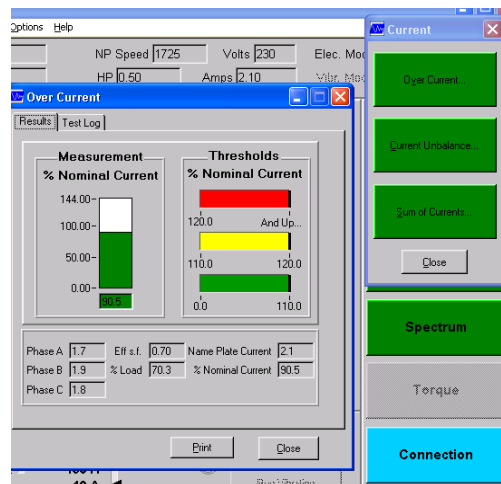 Options Help
Current
NP Speed 1725 Volts 230 Elec. Mo
HP 0.50 Amps 2.10 Vibr. Mo
Over Current...
Over Current
Results Test Log
Measurement
% Nominal Current
144.00
100.00
50.00
0.00
90.5
Thresholds
% Nominal Current
120.0 And Up...
110.0 120.0
0.0 110.0
Current Unbalance...
Sum of Currents...
Close
Phase A 1.7 Eff s.f. 0.70 Name Plate Current 2.1
Phase B 1.9 % Load 70.3 % Nominal Current 90.5
Phase C 1.8
Print Close
Spectrum
Torque
Connection